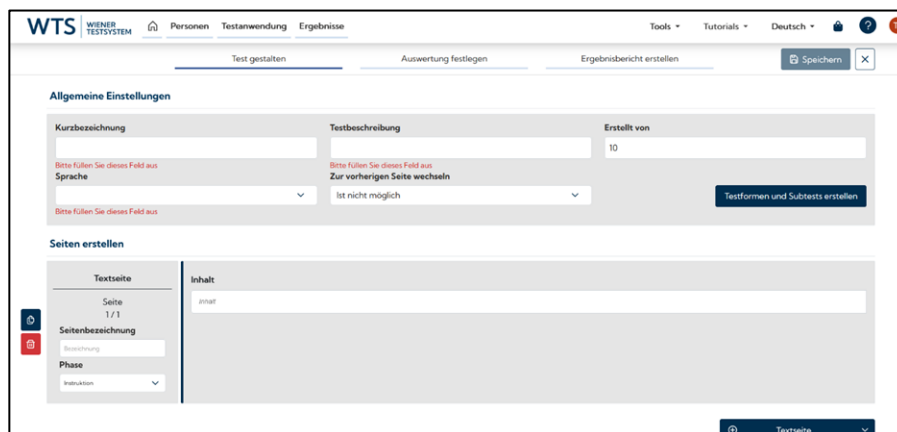 WTS WIENER TESTSYSTEM Personen Testanwendung Ergebnisse Tools Tutorials Deutsch ?
Test gestalten Auswertung festlegen Ergebnisbericht erstellen Speichern
Allgemeine Einstellungen
Kurzbezeichnung Testbeschreibung Erstellt von
10
Bitte füllen Sie dieses Feld aus Bitte füllen Sie dieses Feld aus
Sprache Zur vorherigen Seite wechseln
Ist nicht möglich Testformen und Subtests erstellen
Bitte füllen Sie dieses Feld aus
Seiten erstellen
Textseite Inhalt
Seite Inhalt
1 / 1
Seitenbezeichnung
Bezeichnung
Phase
Instruktion
Textseite